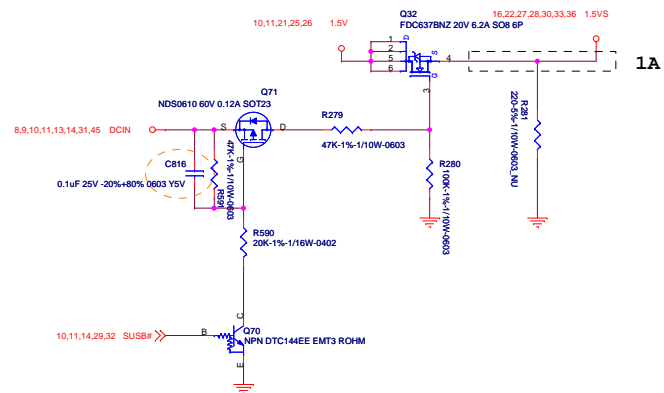 Q32
FDC637BNZ 20V 6.2A SO8 6P
10,11,21,25,26 1.5V
16,22,27,28,30,33,36 1.5VS
1
2
5
6
D
S
G
4
3
1A
Q71
NDS0610 60V 0.12A SOT23
8,9,10,11,13,14,31,45 DCIN
S
D
G
R279
47K-1%-1/10W-0603
R281
220-5%-1/10W-0603_NU
R280
100K-1%-1/10W-0603
C816
0.1uF 25V -20%+80% 0603 Y5V
R591
47K-1%-1/10W-0603
R590
20K-1%-1/16W-0402
10,11,14,29,32 SUSB#
B
C
E
Q70
NPN DTC144EE EMT3 ROHM